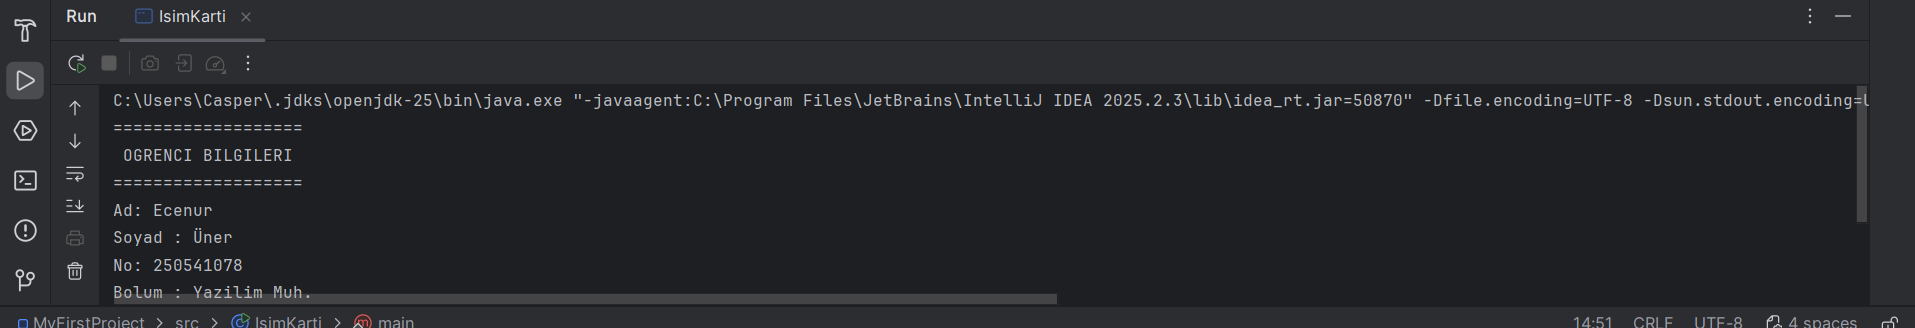 Run IsimKarti
C:\Users\Casper\.jdks\openjdk-25\bin\java.exe "-javaagent:C:\Program Files\JetBrains\IntelliJ IDEA 2025.2.3\lib\idea_rt.jar=50870" -Dfile.encoding=UTF-8 -Dsun.stdout.encoding=U
===================
OGRENCI BILGILERI
===================
Ad: Ecenur
Soyad : Üner
No: 250541078
Bolum : Yazilim Muh.
MyFirstProject > src > IsimKarti > main 14:51 CRLF UTF-8 4 spaces